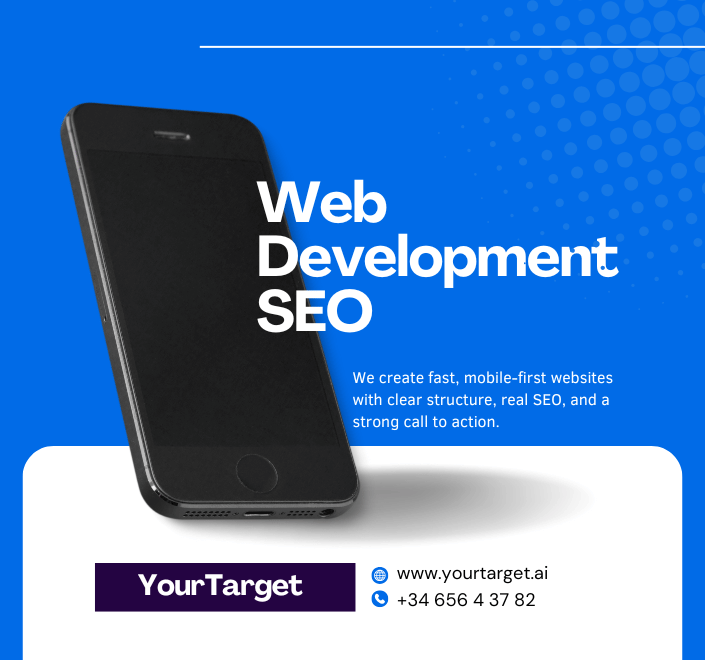 Web
Development
SEO
We create fast, mobile-first websites
with clear structure, real SEO, and a
strong call to action.
YourTarget
www.yourtarget.ai
+34 656 4 37 82